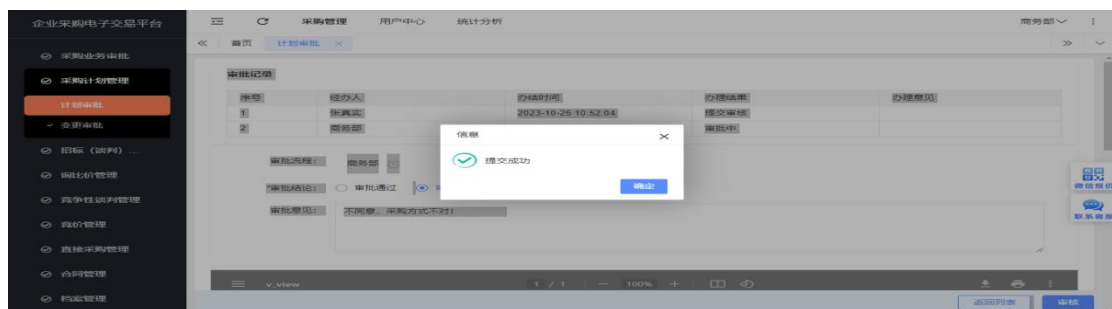 企业采购电子交易平台
采购管理 用户中心 统计分析 商务部
首页 计划审批 ×
采购业务审批
采购计划管理
计划审批
变更审批
招标（谈判）...
询比价管理
竞争性谈判管理
竞价管理
直接采购管理
合同管理
档案管理
审批记录
序号 经办人 办结时间 办理结果 办理意见
1 张真实 2023-10-25 10:52:04 提交审核
2 商务部 审批中
信息 ×
提交成功
确定
审批流程： 商务部
*审批结论： 审批通过
审批意见： 不同意，采购方式不对！
v_view 1 / 1 — 100% +
微信报价
联系客服
返回列表 审核